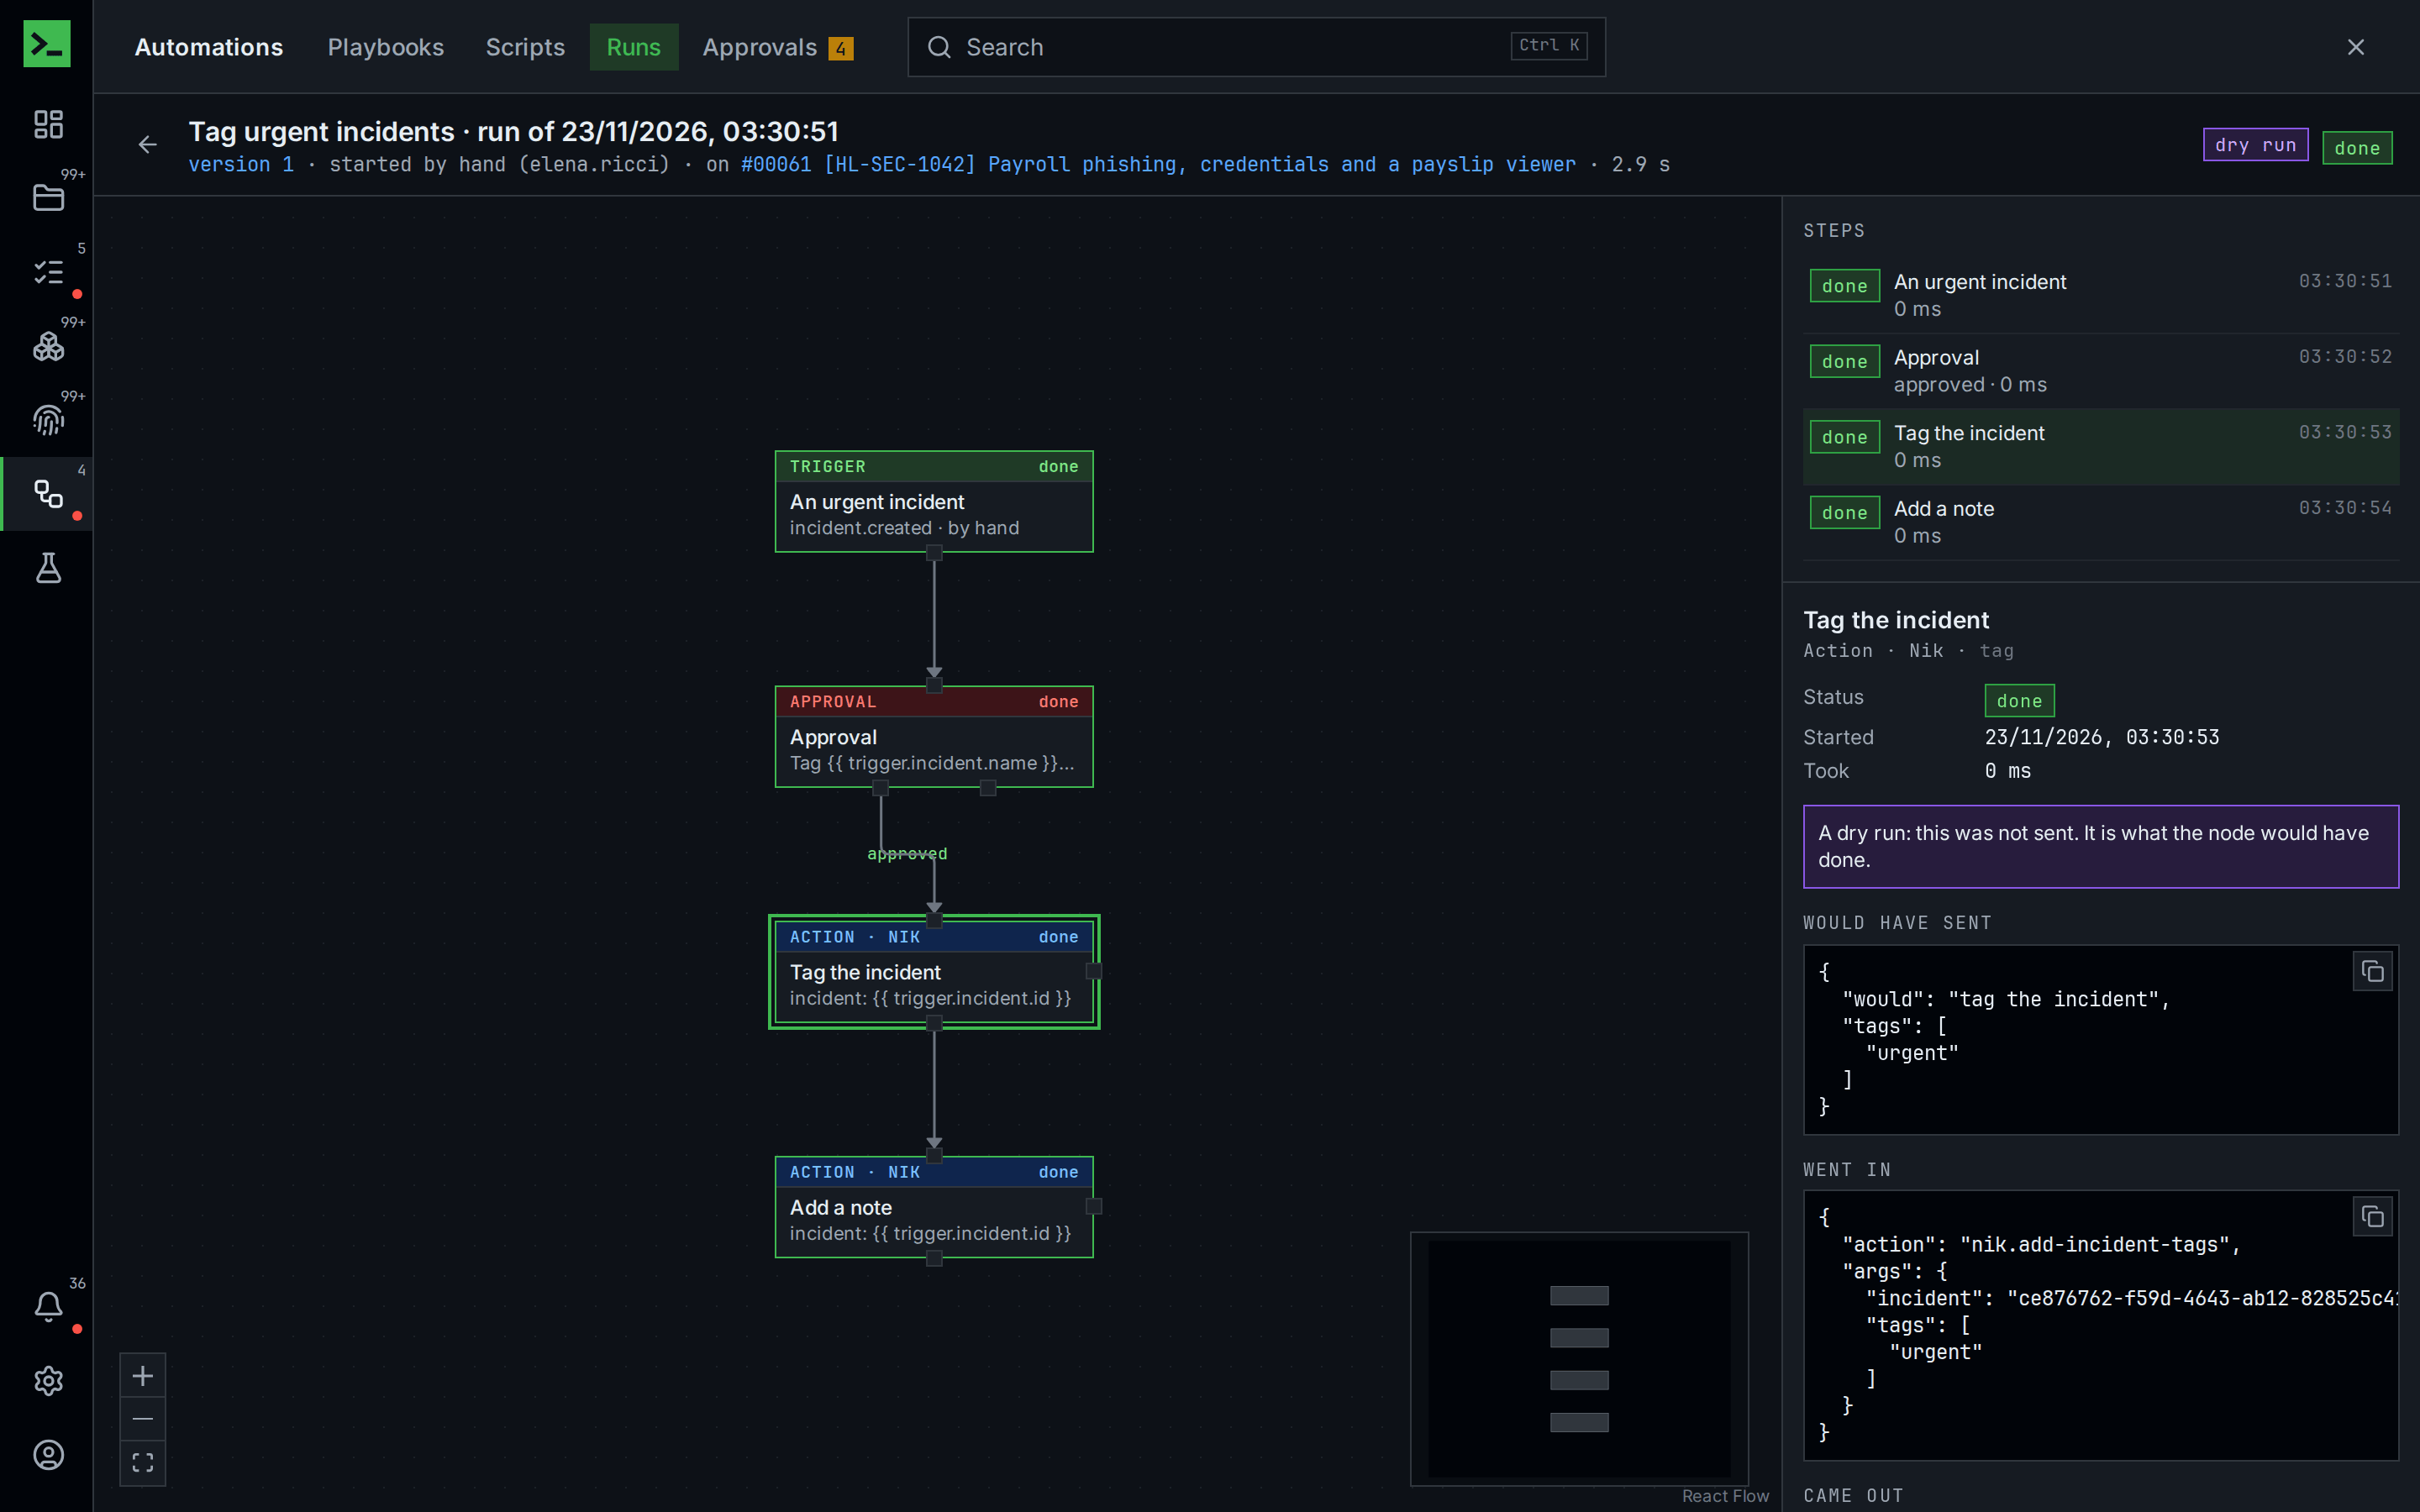 Automations
Playbooks
Scripts
Runs
Approvals 4
Search
Ctrl K
Tag urgent incidents · run of 23/11/2026, 03:30:51
version 1 · started by hand (elena.ricci) · on #00061 [HL-SEC-1042] Payroll phishing, credentials and a payslip viewer · 2.9 s
dry run
done
99+
5
99+
99+
4
36
TRIGGER done
An urgent incident
incident.created · by hand
APPROVAL done
Approval
Tag {{ trigger.incident.name }}...
approved
ACTION · NIK done
Tag the incident
incident: {{ trigger.incident.id }}
ACTION · NIK done
Add a note
incident: {{ trigger.incident.id }}
React Flow
STEPS
done An urgent incident 03:30:51
0 ms
done Approval 03:30:52
approved · 0 ms
done Tag the incident 03:30:53
0 ms
done Add a note 03:30:54
0 ms
Tag the incident
Action · Nik · tag
Status done
Started 23/11/2026, 03:30:53
Took 0 ms
A dry run: this was not sent. It is what the node would have
done.
WOULD HAVE SENT
{
"would": "tag the incident",
"tags": [
"urgent"
]
}
WENT IN
{
"action": "nik.add-incident-tags",
"args": {
"incident": "ce876762-f59d-4643-ab12-828525c41
"tags": [
"urgent"
]
}
}
CAME OUT